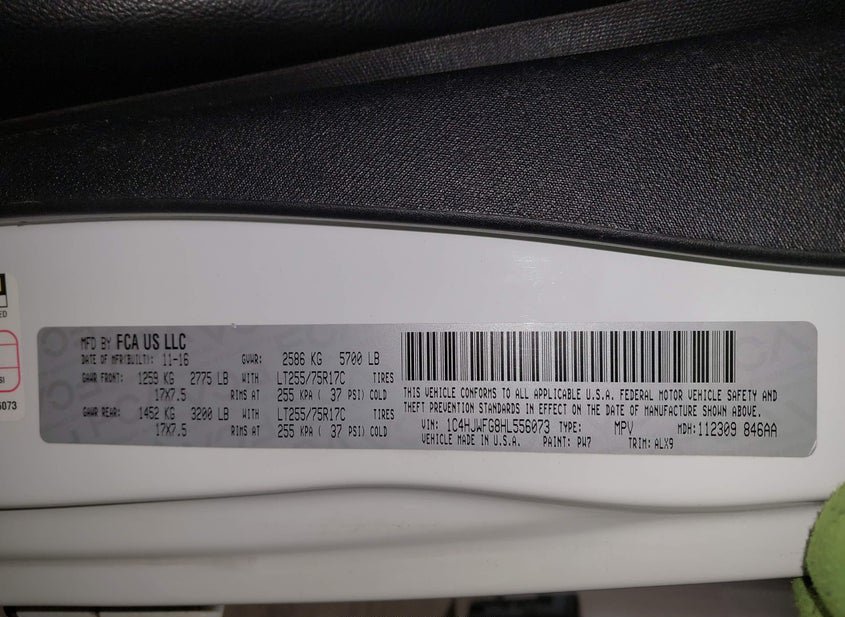 MFD BY FCA US LLC
DATE OF MFR(BUILT): 11-16 GVWR: 2586 KG 5700 LB
GAWR FRONT: 1259 KG 2775 LB WITH LT255/75R17C TIRES
17X7.5 RIMS AT 255 KPA ( 37 PSI) COLD
GAWR REAR: 1452 KG 3200 LB WITH LT255/75R17C TIRES
17X7.5 RIMS AT 255 KPA ( 37 PSI) COLD
THIS VEHICLE CONFORMS TO ALL APPLICABLE U.S.A. FEDERAL MOTOR VEHICLE SAFETY AND
THEFT PREVENTION STANDARDS IN EFFECT ON THE DATE OF MANUFACTURE SHOWN ABOVE.
VIN: 1C4HJWFG8HL556073 TYPE: MPV MDH:112309 846AA
VEHICLE MADE IN U.S.A. PAINT: PW7 TRIM: ALX9